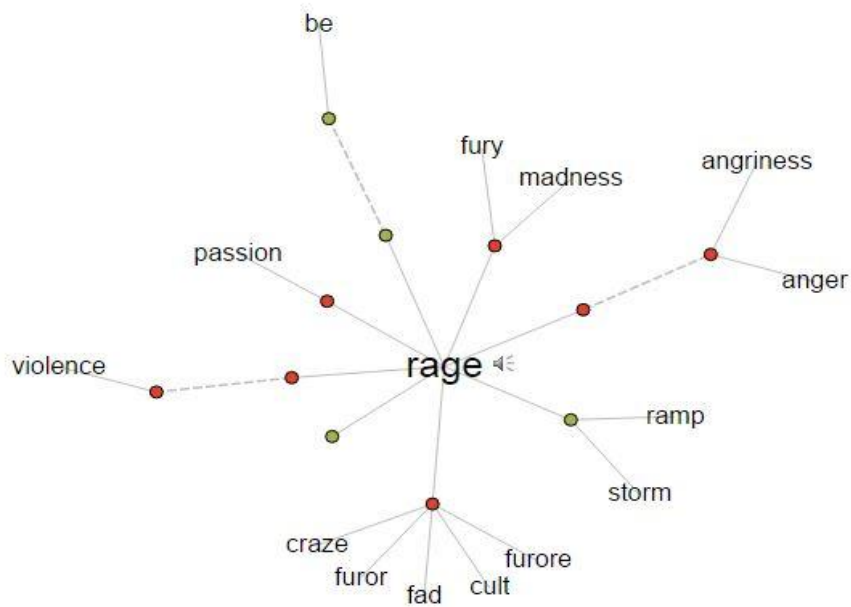 be
fury
madness
angriness
passion
anger
violence
rage
ramp
storm
craze
furore
furor
cult
fad